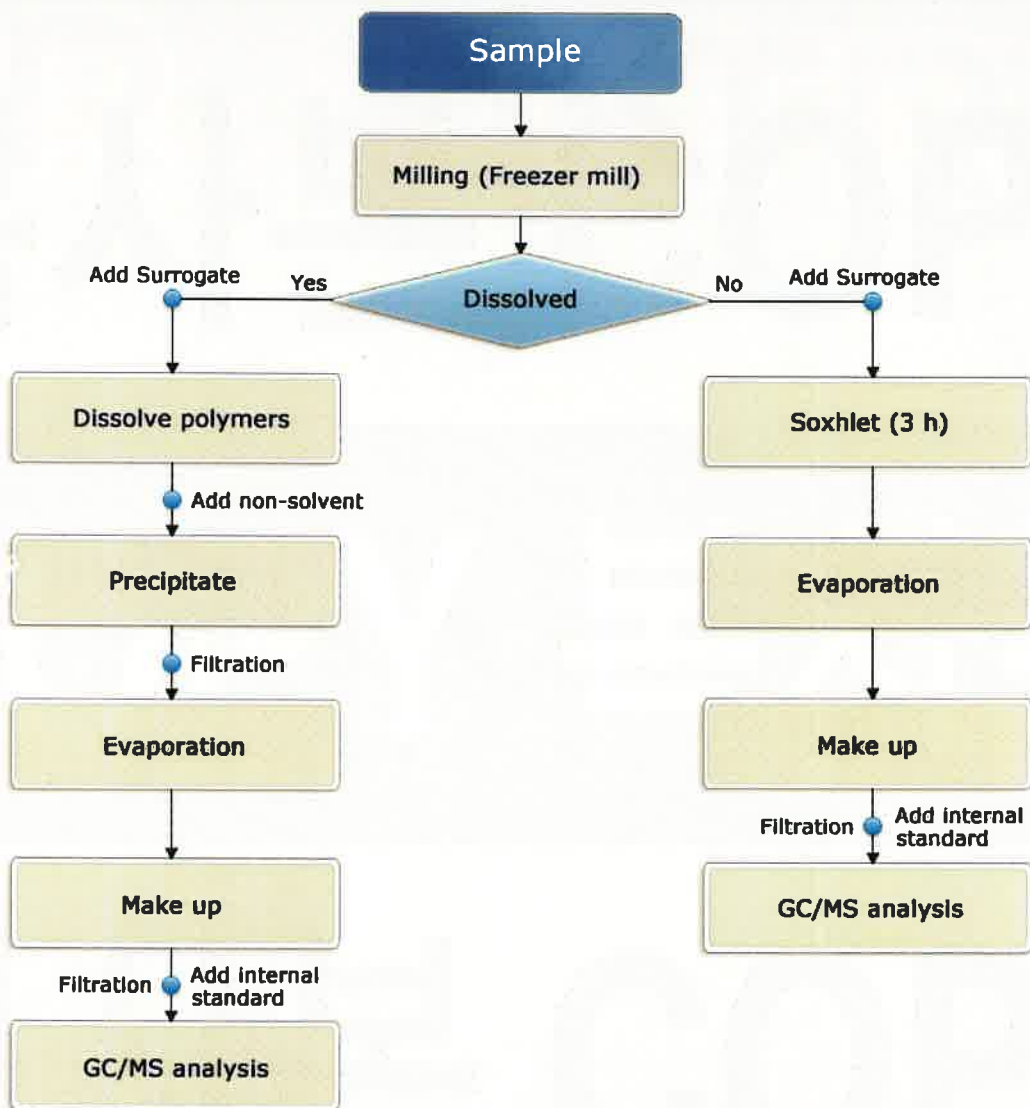 Sample
Milling (Freezer mill)
Add Surrogate
Yes
Dissolved
No
Add Surrogate
Dissolve polymers
Add non-solvent
Precipitate
Filtration
Evaporation
Make up
Filtration
Add internal
standard
GC/MS analysis
Soxhlet (3 h)
Evaporation
Make up
Filtration
Add internal
standard
GC/MS analysis